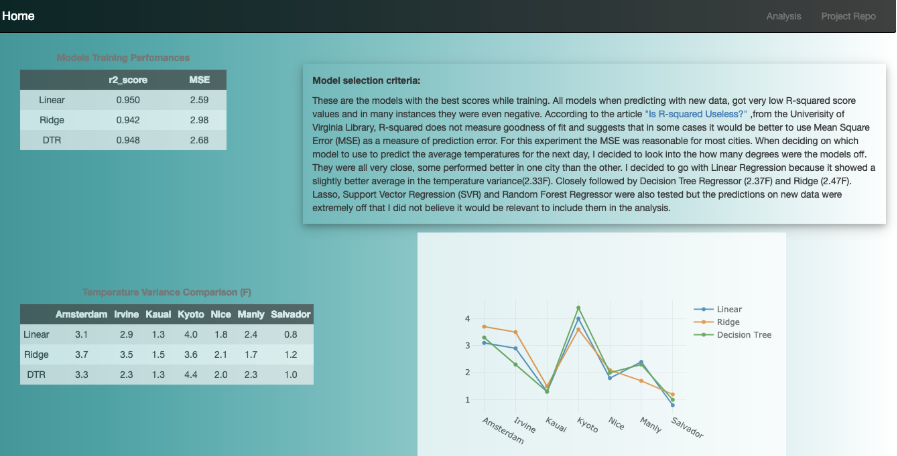 Home Analysis Project Repo
Models Training Perfomances
r2_score MSE
Linear 0.950 2.59
Ridge 0.942 2.98
DTR 0.948 2.68
Model selection criteria:
These are the models with the best scores while training. All models when predicting with new data, got very low R-squared score
values and in many instances they were even negative. According to the article "Is R-squared Useless?" ,from the Univerisity of
Virginia Library, R-squared does not measure goodness of fit and suggests that in some cases it would be better to use Mean Square
Error (MSE) as a measure of prediction error. For this experiment the MSE was reasonable for most cities. When deciding on which
model to use to predict the average temperatures for the next day, I decided to look into the how many degrees were the models off.
They were all very close, some performed better in one city than the other. I decided to go with Linear Regression because it showed a
slightly better average in the temperature variance(2.33F). Closely followed by Decision Tree Regressor (2.37F) and Ridge (2.47F).
Lasso, Support Vector Regression (SVR) and Random Forest Regressor were also tested but the predictions on new data were
extremely off that I did not believe it would be relevant to include them in the analysis.
Temperature Variance Comparison (F)
Amsterdam Irvine Kauai Kyoto Nice Manly Salvador
Linear 3.1 2.9 1.3 4.0 1.8 2.4 0.8
Ridge 3.7 3.5 1.5 3.6 2.1 1.7 1.2
DTR 3.3 2.3 1.3 4.4 2.0 2.3 1.0
Linear
Ridge
Decision Tree
4
3
2
1
Amsterdam Irvine Kauai Kyoto Nice Manly Salvador